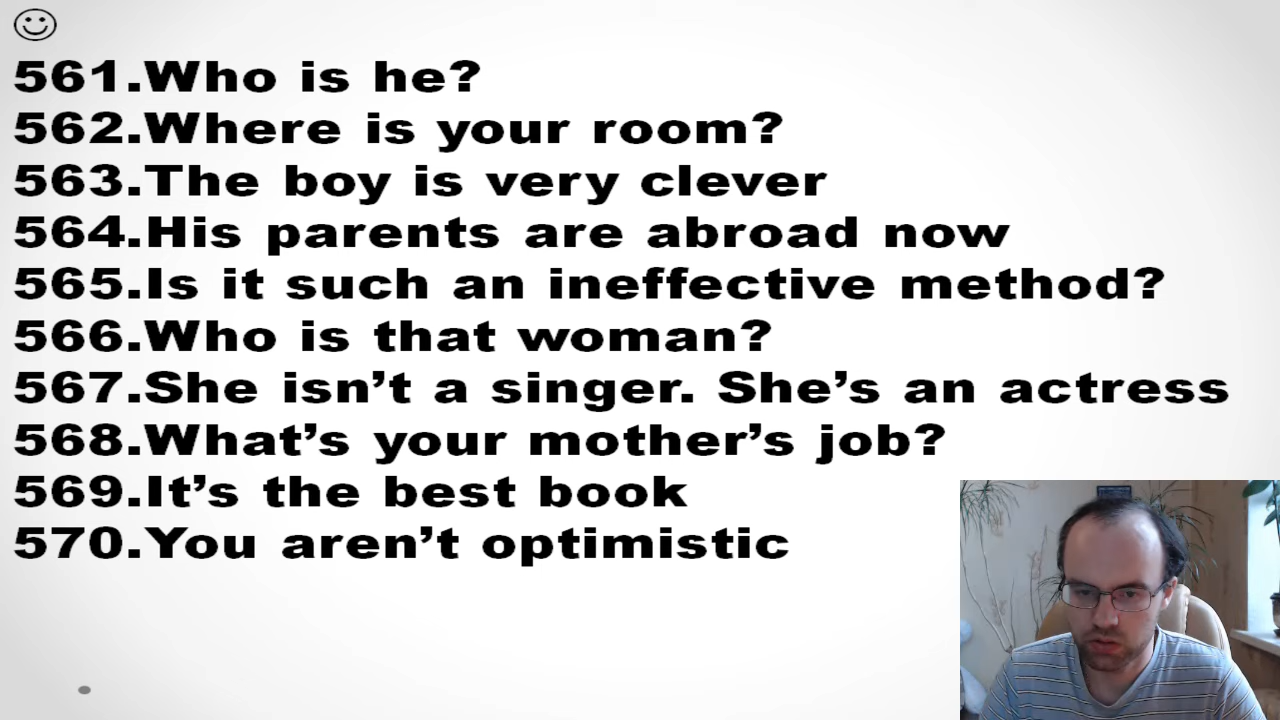 561.Who is he?
562.Where is your room?
563.The boy is very clever
564.His parents are abroad now
565.Is it such an ineffective method?
566.Who is that woman?
567.She isn’t a singer. She’s an actress
568.What’s your mother’s job?
569.It’s the best book
570.You aren’t optimistic